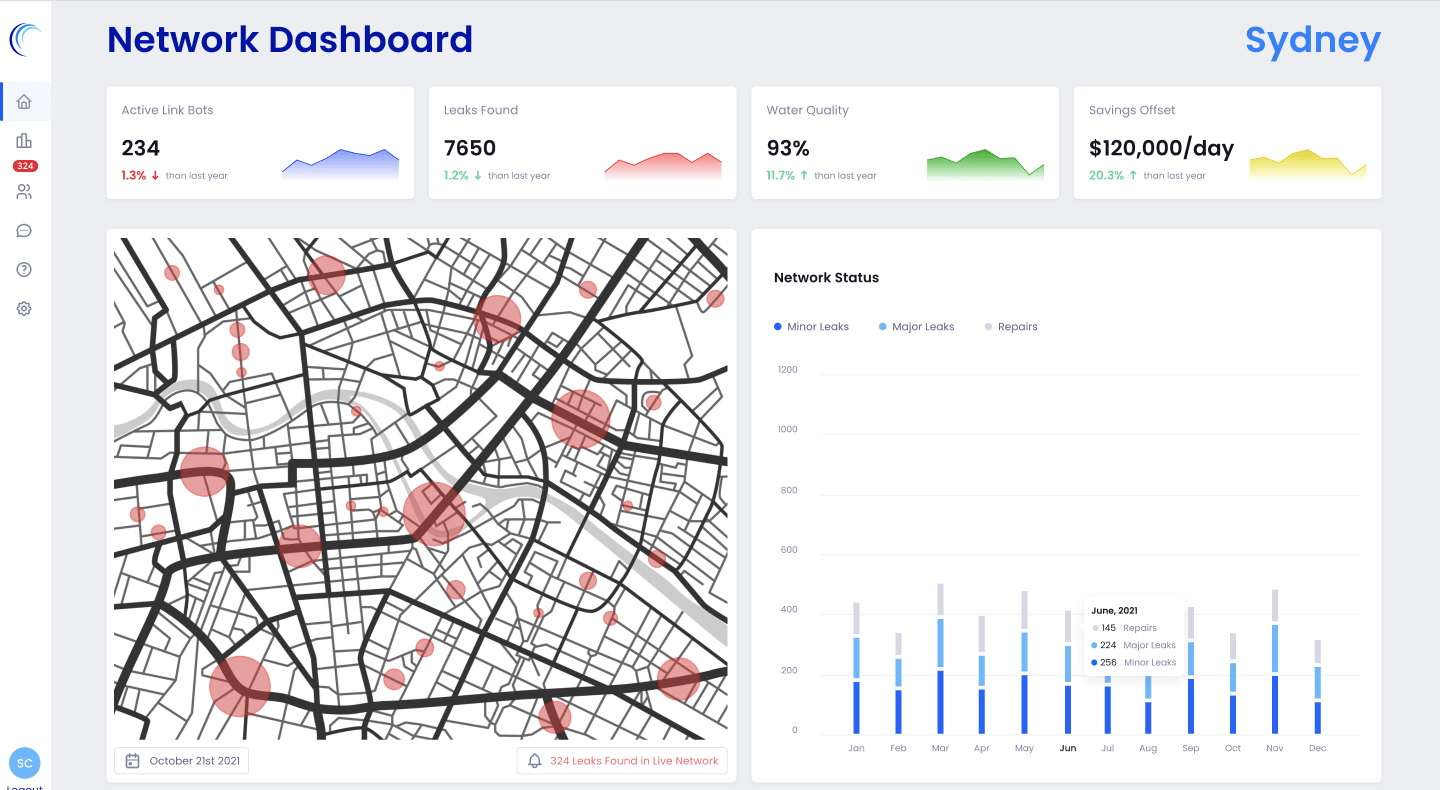 Network Dashboard
Sydney
Active Link Bots
234
1.3% ↓ than last year
Leaks Found
7650
1.2% ↓ than last year
Water Quality
93%
11.7% ↑ than last year
Savings Offset
$120,000/day
20.3% ↑ than last year
324
SC
Logout
October 21st 2021
324 Leaks Found in Live Network
Network Status
Minor Leaks
Major Leaks
Repairs
1200
1000
800
600
400
200
0
June, 2021
145 Repairs
224 Major Leaks
256 Minor Leaks
Jan Feb Mar Apr May Jun Jul Aug Sep Oct Nov Dec